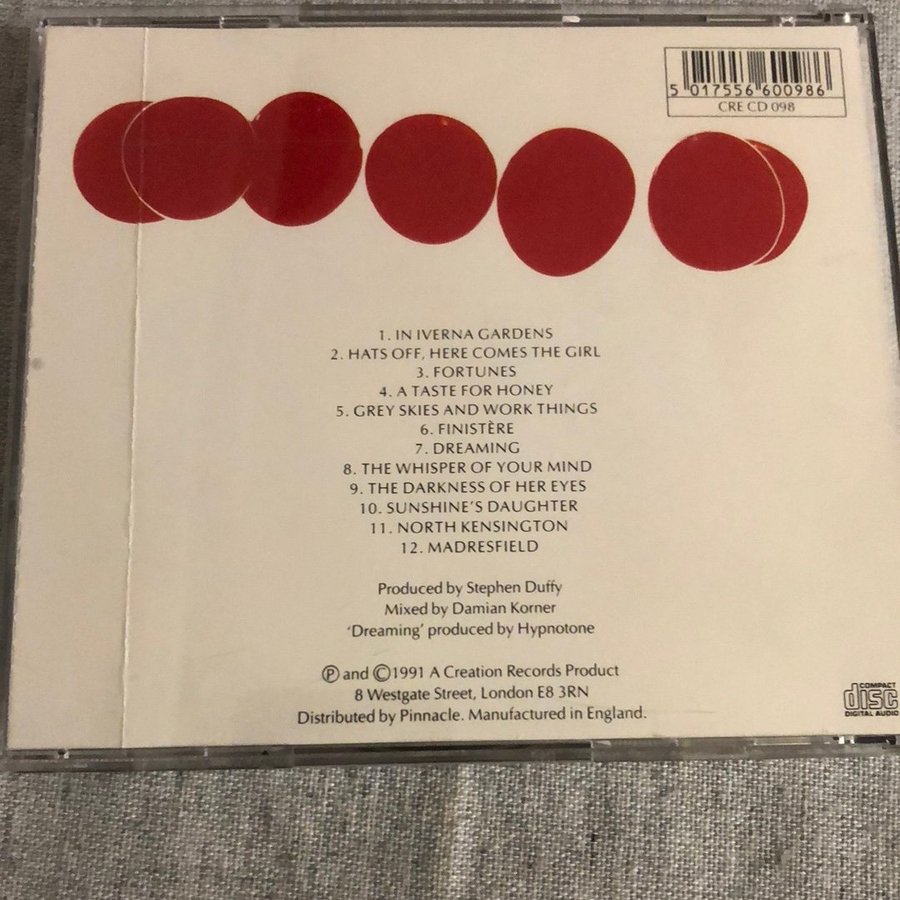 5 017556 600986
CRE CD 098
1. IN IVERNA GARDENS
2. HATS OFF, HERE COMES THE GIRL
3. FORTUNES
4. A TASTE FOR HONEY
5. GREY SKIES AND WORK THINGS
6. FINISTÈRE
7. DREAMING
8. THE WHISPER OF YOUR MIND
9. THE DARKNESS OF HER EYES
10. SUNSHINE'S DAUGHTER
11. NORTH KENSINGTON
12. MADRESFIELD
Produced by Stephen Duffy
Mixed by Damian Korner
'Dreaming' produced by Hypnotone
Ⓟ and ©1991 A Creation Records Product
8 Westgate Street, London E8 3RN
Distributed by Pinnacle. Manufactured in England.
COMPACT
disc
DIGITAL AUDIO